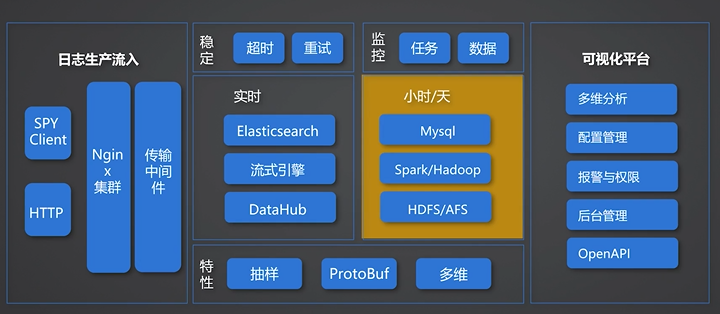 日志生产流入
SPY
Client
HTTP
Ngin
x
集群
传输
中间
件
稳
定
超时
重试
监
控
任务
数据
实时
Elasticsearch
流式引擎
DataHub
小时/天
Mysql
Spark/Hadoop
HDFS/AFS
特
性
抽样
ProtoBuf
多维
可视化平台
多维分析
配置管理
报警与权限
后台管理
OpenAPI